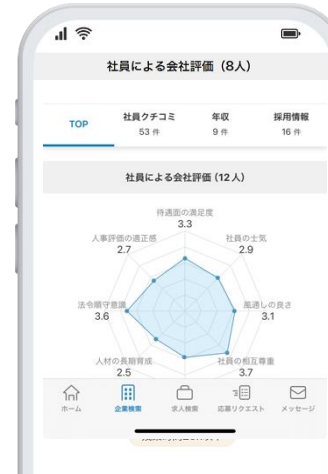 社員による会社評価（8人）
TOP
社員クチコミ
53 件
年収
9 件
採用情報
16 件
社員による会社評価 (12人)
待遇面の満足度
3.3
人事評価の適正感
2.7
社員の士気
2.9
法令順守意識
3.6
風通しの良さ
3.1
人材の長期育成
2.5
社員の相互尊重
3.7
ホーム
企業検索
求人検索
応募リクエスト
メッセージ